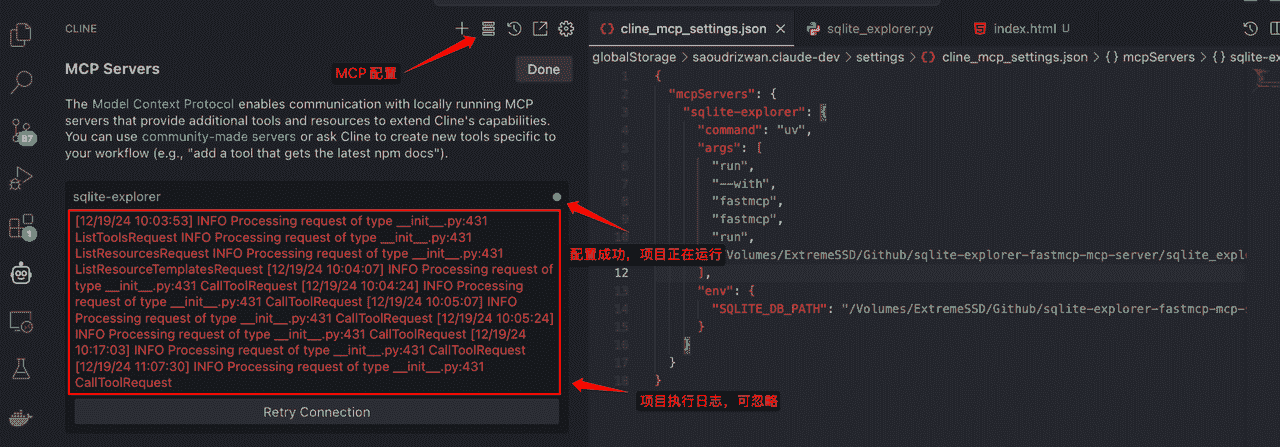 CLINE
MCP 配置
MCP Servers
Done
The Model Context Protocol enables communication with locally running MCP
servers that provide additional tools and resources to extend Cline's capabilities.
You can use community-made servers or ask Cline to create new tools specific to
your workflow (e.g., "add a tool that gets the latest npm docs").
87
1
sqlite-explorer
[12/19/24 10:03:53] INFO Processing request of type __init__.py:431
ListToolsRequest INFO Processing request of type __init__.py:431
ListResourcesRequest INFO Processing request of type __init__.py:431
ListResourceTemplatesRequest [12/19/24 10:04:07] INFO Processing request of
type __init__.py:431 CallToolRequest [12/19/24 10:04:24] INFO Processing
request of type __init__.py:431 CallToolRequest [12/19/24 10:05:07] INFO
Processing request of type __init__.py:431 CallToolRequest [12/19/24 10:05:24]
INFO Processing request of type __init__.py:431 CallToolRequest [12/19/24
10:17:03] INFO Processing request of type __init__.py:431 CallToolRequest
[12/19/24 11:07:30] INFO Processing request of type __init__.py:431
CallToolRequest
Retry Connection
配置成功，项目正在运行
项目执行日志，可忽略
cline_mcp_settings.json
sqlite_explorer.py
index.html U
globalStorage > saoudrizwan.claude-dev > settings > {} cline_mcp_settings.json > {} mcpServers > {} sqlite-ex
1 {
2 "mcpServers": {
3 "sqlite-explorer": {
4 "command": "uv",
5 "args": [
6 "run",
7 "--with",
8 "fastmcp",
9 "fastmcp",
10 "run",
Volumes/ExtremeSSD/Github/sqlite-explorer-fastmcp-mcp-server/sqlite_explo
12 ],
13 "env": {
14 "SQLITE_DB_PATH": "/Volumes/ExtremeSSD/Github/sqlite-explorer-fastmcp-mcp-s
15 }
16 }
17 }
18 }